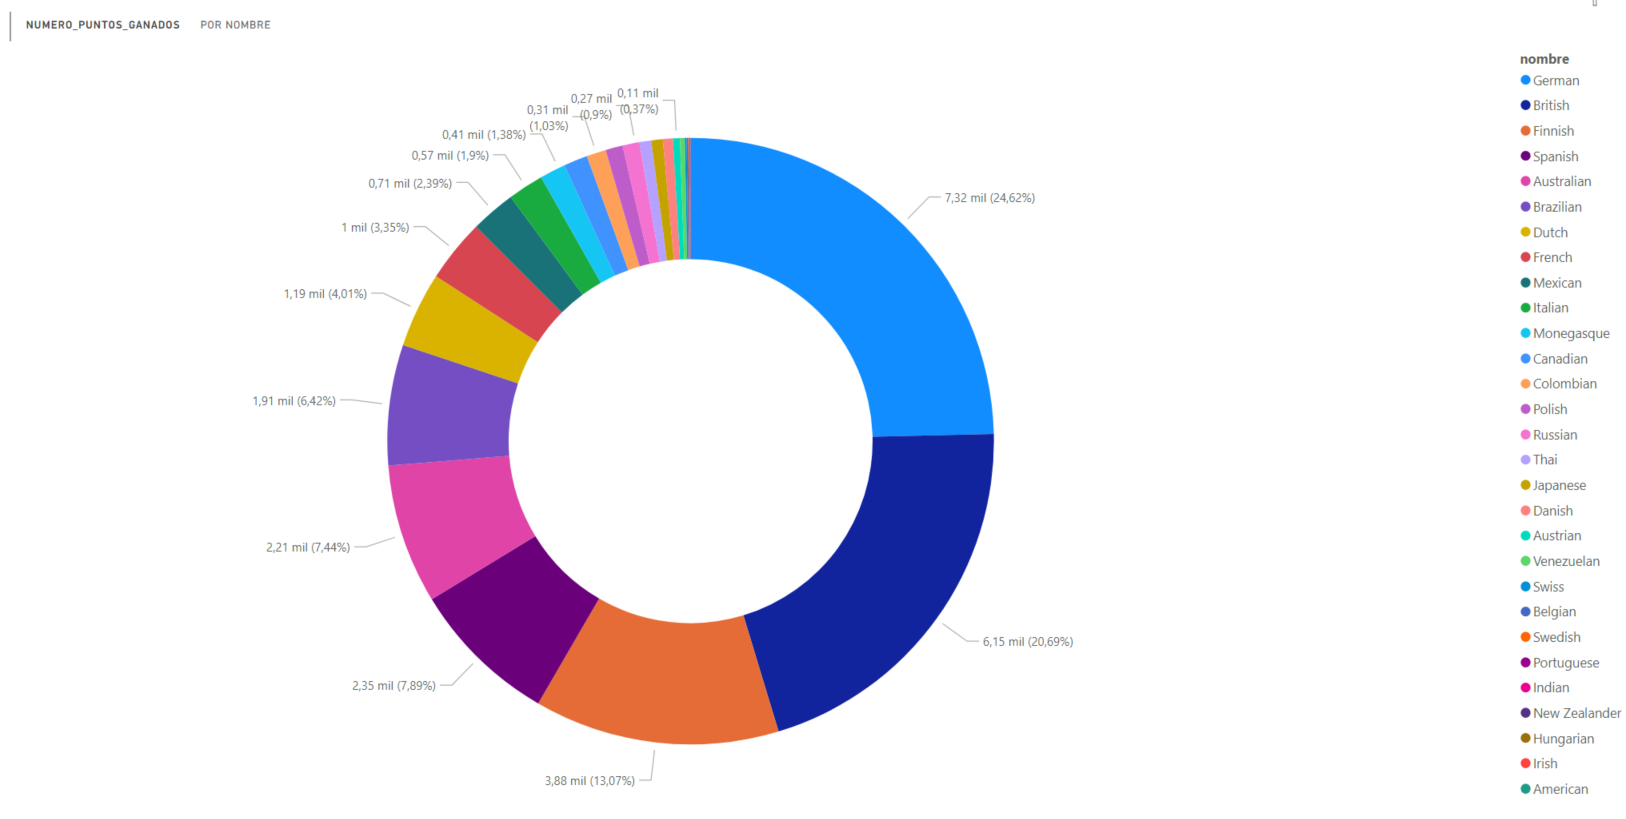 NUMERO_PUNTOS_GANADOS POR NOMBRE
0,11 mil
(0,37%)
0,27 mil
(0,9%)
0,31 mil
(1,03%)
0,41 mil (1,38%)
0,57 mil (1,9%)
0,71 mil (2,39%)
1 mil (3,35%)
1,19 mil (4,01%)
1,91 mil (6,42%)
2,21 mil (7,44%)
2,35 mil (7,89%)
3,88 mil (13,07%)
6,15 mil (20,69%)
7,32 mil (24,62%)
nombre
German
British
Finnish
Spanish
Australian
Brazilian
Dutch
French
Mexican
Italian
Monegasque
Canadian
Colombian
Polish
Russian
Thai
Japanese
Danish
Austrian
Venezuelan
Swiss
Belgian
Swedish
Portuguese
Indian
New Zealander
Hungarian
Irish
American